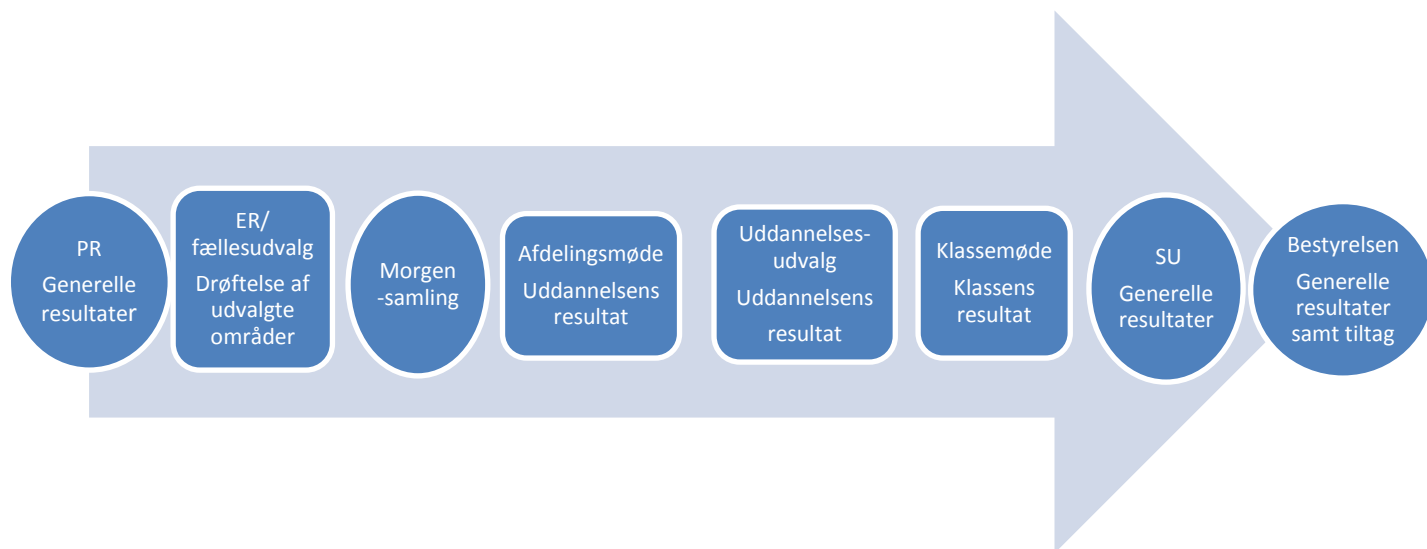 PR
Generelle
resultater
ER/
fællesudvalg
Drøftelse af
udvalgte
områder
Morgen
-samling
Afdelingsmøde
Uddannelsens
resultat
Uddannelses-
udvalg
Uddannelsens
resultat
Klassemøde
Klassens
resultat
SU
Generelle
resultater
Bestyrelsen
Generelle
resultater
samt tiltag